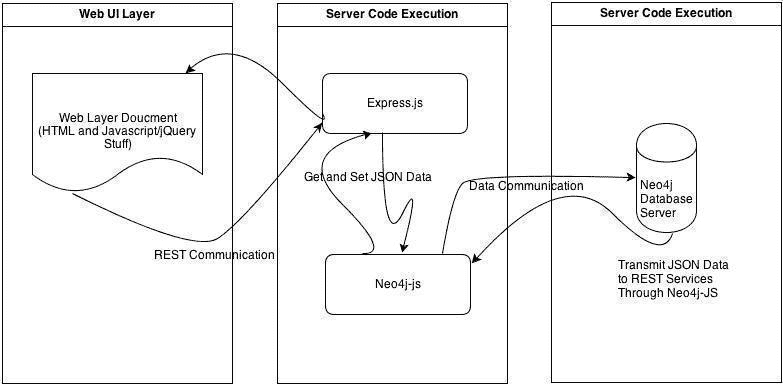 Web UI Layer
Server Code Execution
Server Code Execution
Web Layer Doucment
(HTML and Javascript/jQuery
Stuff)
Express.js
Get and Set JSON Data
Data Communication
Neo4j
Database
Server
REST Communication
Neo4j-js
Transmit JSON Data
to REST Services
Through Neo4j-JS